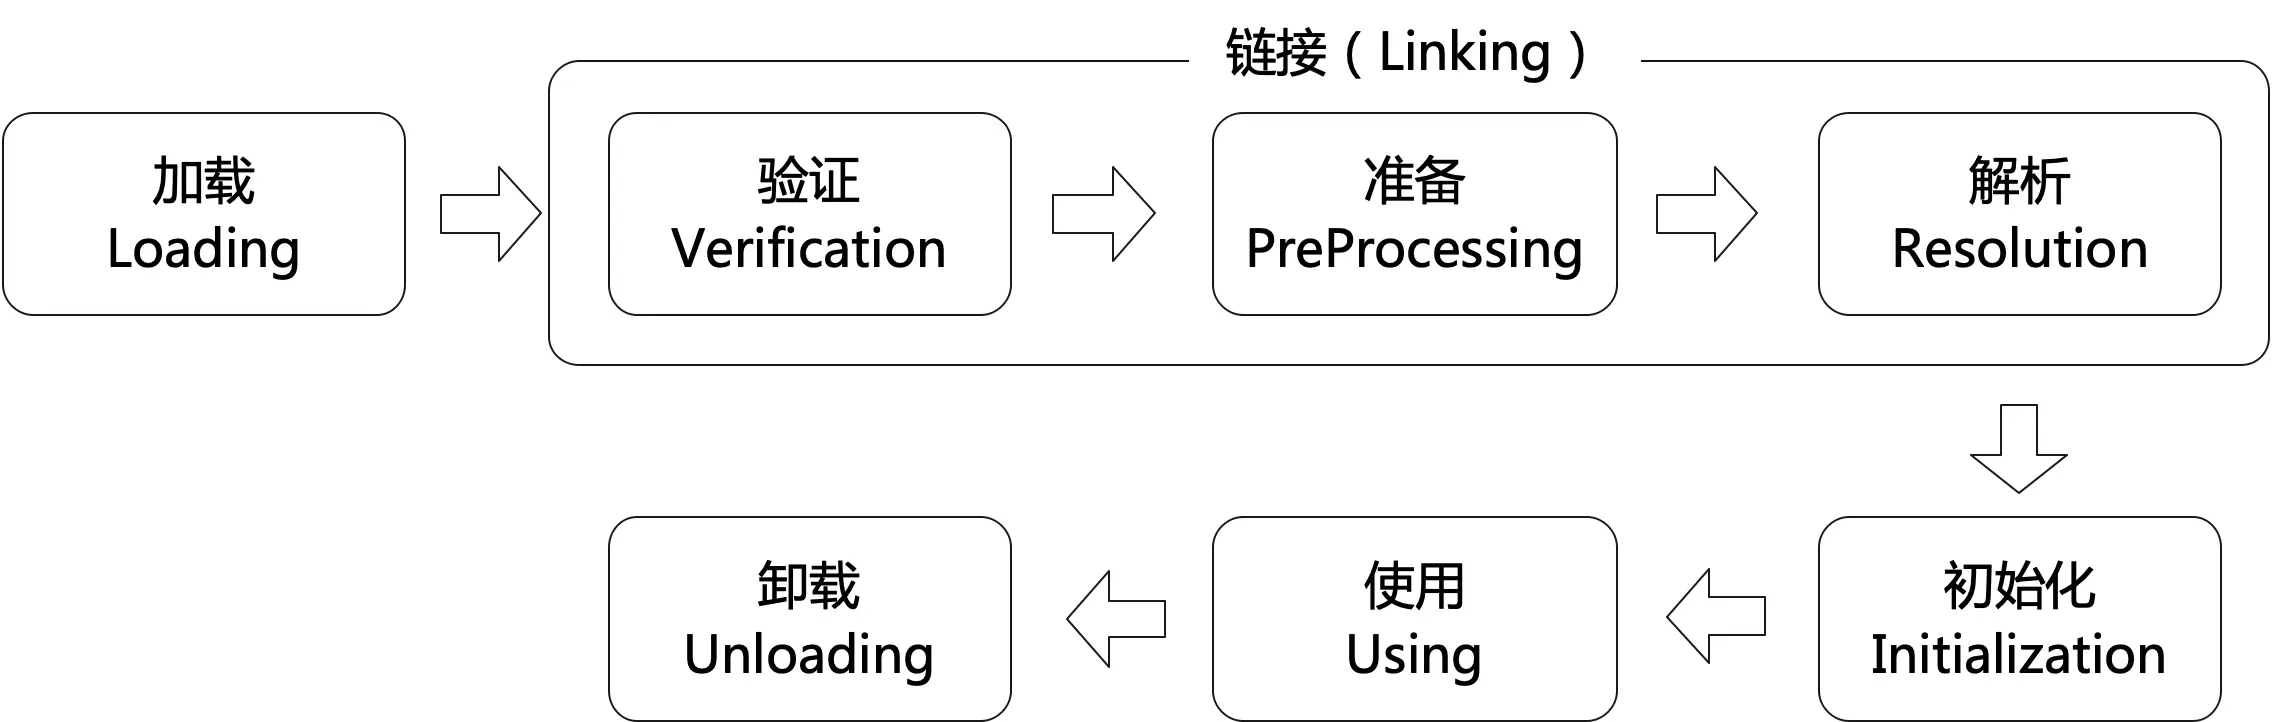 链接（Linking）
加载
Loading
验证
Verification
准备
PreProcessing
解析
Resolution
卸载
Unloading
使用
Using
初始化
Initialization